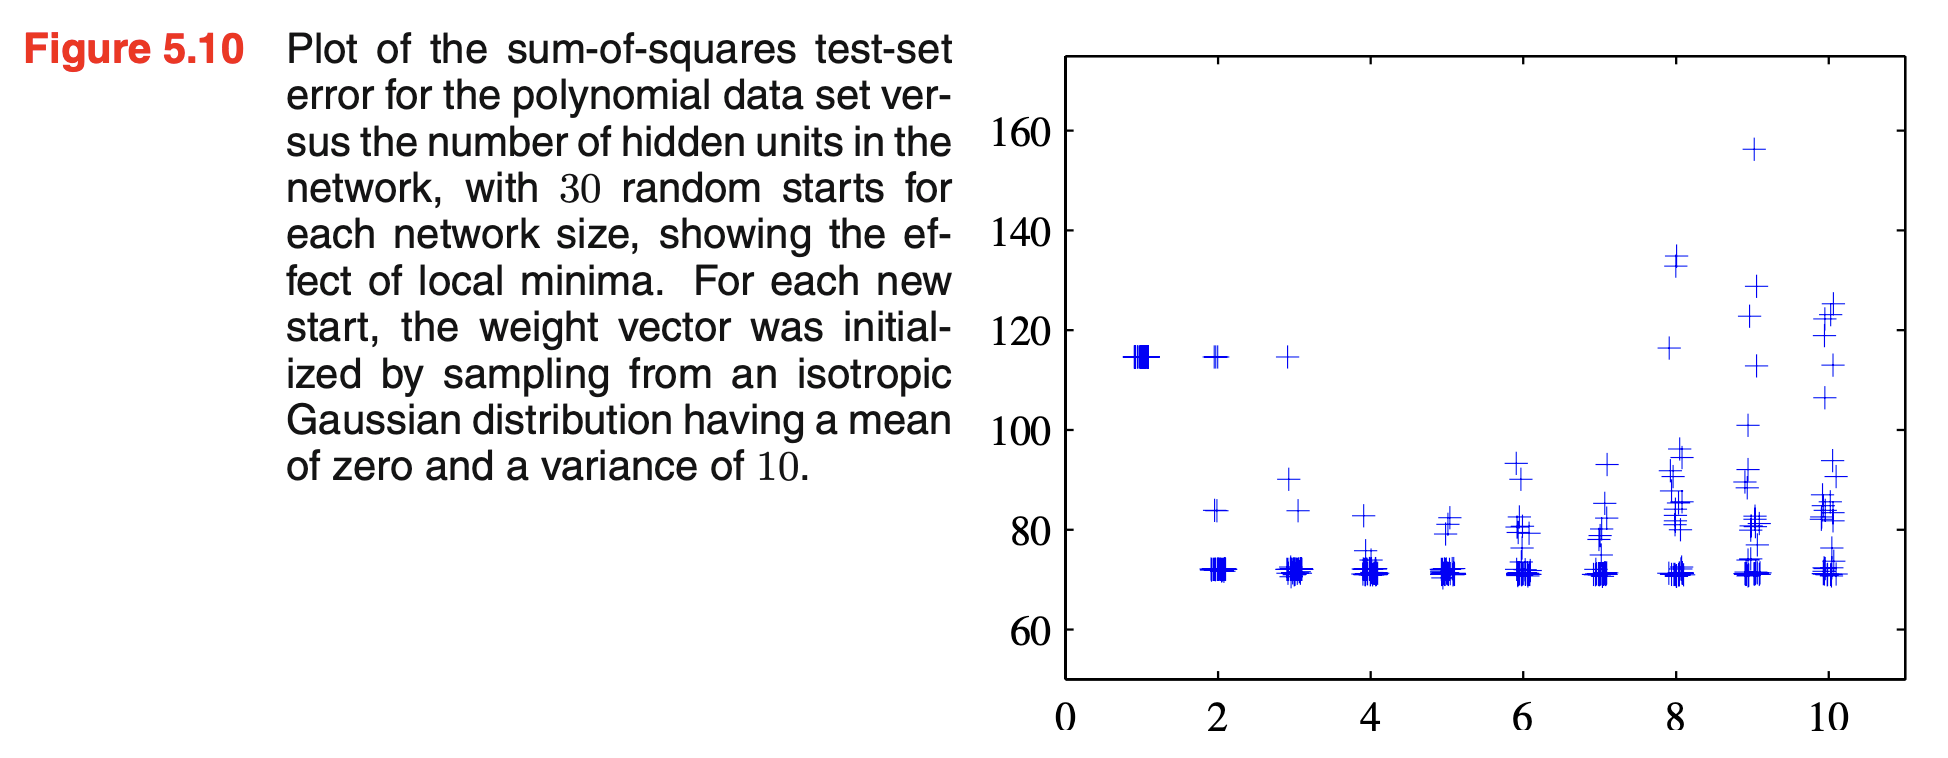 Figure 5.10 Plot of the sum-of-squares test-set
error for the polynomial data set ver-
sus the number of hidden units in the
network, with 30 random starts for
each network size, showing the ef-
fect of local minima. For each new
start, the weight vector was initial-
ized by sampling from an isotropic
Gaussian distribution having a mean
of zero and a variance of 10.
160
140
120
100
80
60
0 2 4 6 8 10